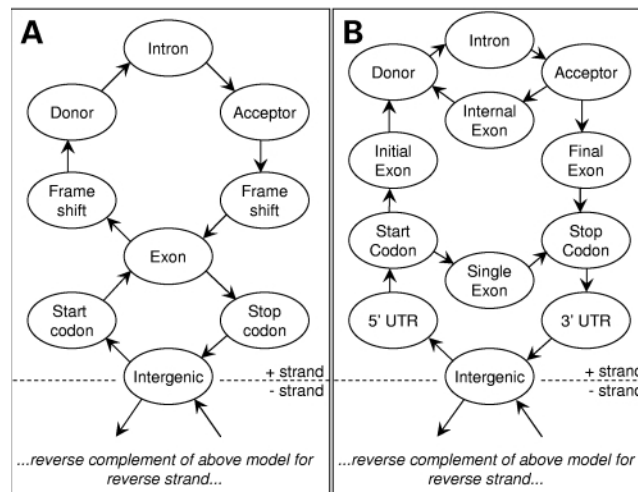 A
Intron
Donor
Acceptor
Frame
shift
Frame
shift
Exon
Start
codon
Stop
codon
Intergenic
+ strand
- strand
...reverse complement of above model for
reverse strand...
B
Intron
Donor
Acceptor
Internal
Exon
Initial
Exon
Final
Exon
Start
Codon
Stop
Codon
Single
Exon
5' UTR
3' UTR
Intergenic
+ strand
- strand
...reverse complement of above model for
reverse strand...